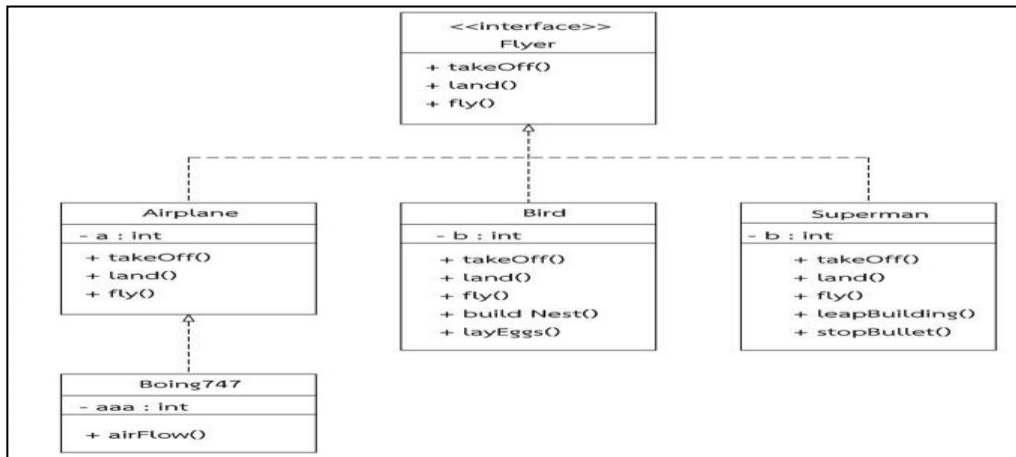 <<interface>>
Flyer
+ takeOff()
+ land()
+ fly()
Airplane
- a : int
+ takeOff()
+ land()
+ fly()
Bird
- b : int
+ takeOff()
+ land()
+ fly()
+ build Nest()
+ layEggs()
Superman
- b : int
+ takeOff()
+ land()
+ fly()
+ leapBuilding()
+ stopBullet()
Boing747
- aaa : int
+ airFlow()